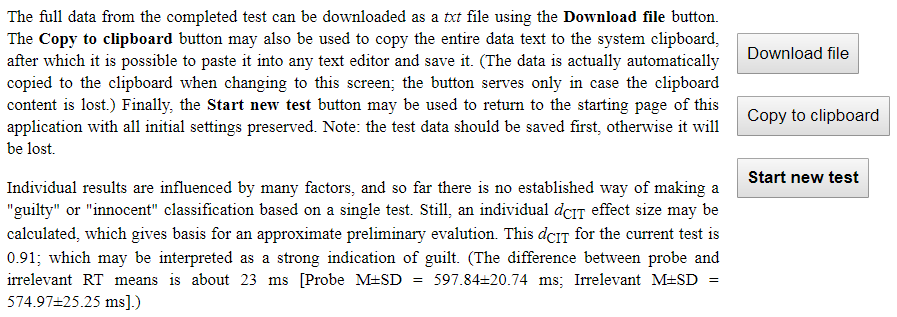 The full data from the completed test can be downloaded as a txt file using the Download file button.
The Copy to clipboard button may also be used to copy the entire data text to the system clipboard,
after which it is possible to paste it into any text editor and save it. (The data is actually automatically
copied to the clipboard when changing to this screen; the button serves only in case the clipboard
content is lost.) Finally, the Start new test button may be used to return to the starting page of this
application with all initial settings preserved. Note: the test data should be saved first, otherwise it will
be lost.
Individual results are influenced by many factors, and so far there is no established way of making a
"guilty" or "innocent" classification based on a single test. Still, an individual dCIT effect size may be
calculated, which gives basis for an approximate preliminary evalution. This dCIT for the current test is
0.91; which may be interpreted as a strong indication of guilt. (The difference between probe and
irrelevant RT means is about 23 ms [Probe M±SD = 597.84±20.74 ms; Irrelevant M±SD =
574.97±25.25 ms].)
Download file
Copy to clipboard
Start new test